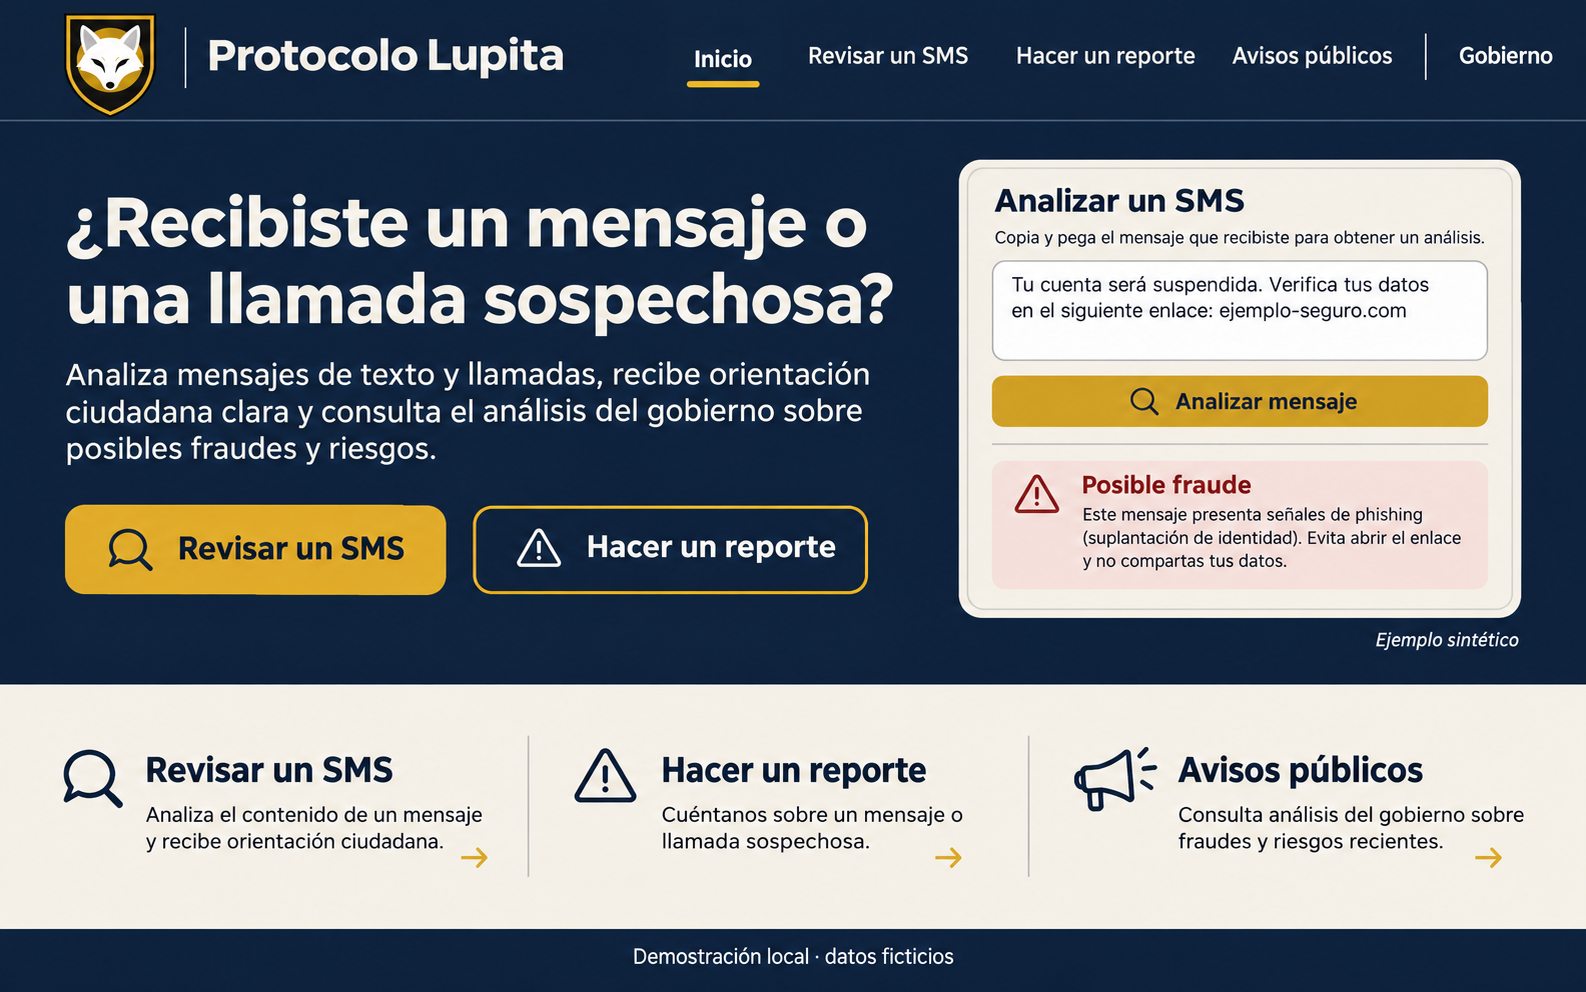 Protocolo Lupita
Inicio
Revisar un SMS
Hacer un reporte
Avisos públicos
Gobierno
¿Recibiste un mensaje o
una llamada sospechosa?
Analiza mensajes de texto y llamadas, recibe orientación
ciudadana clara y consulta el análisis del gobierno sobre
posibles fraudes y riesgos.
Revisar un SMS
Hacer un reporte
Analizar un SMS
Copia y pega el mensaje que recibiste para obtener un análisis.
Tu cuenta será suspendida. Verifica tus datos
en el siguiente enlace: ejemplo-seguro.com
Analizar mensaje
Posible fraude
Este mensaje presenta señales de phishing
(suplantación de identidad). Evita abrir el enlace
y no compartas tus datos.
Ejemplo sintético
Revisar un SMS
Analiza el contenido de un mensaje
y recibe orientación ciudadana.
Hacer un reporte
Cuéntanos sobre un mensaje o
llamada sospechosa.
Avisos públicos
Consulta análisis del gobierno sobre
fraudes y riesgos recientes.
Demostración local · datos ficticios